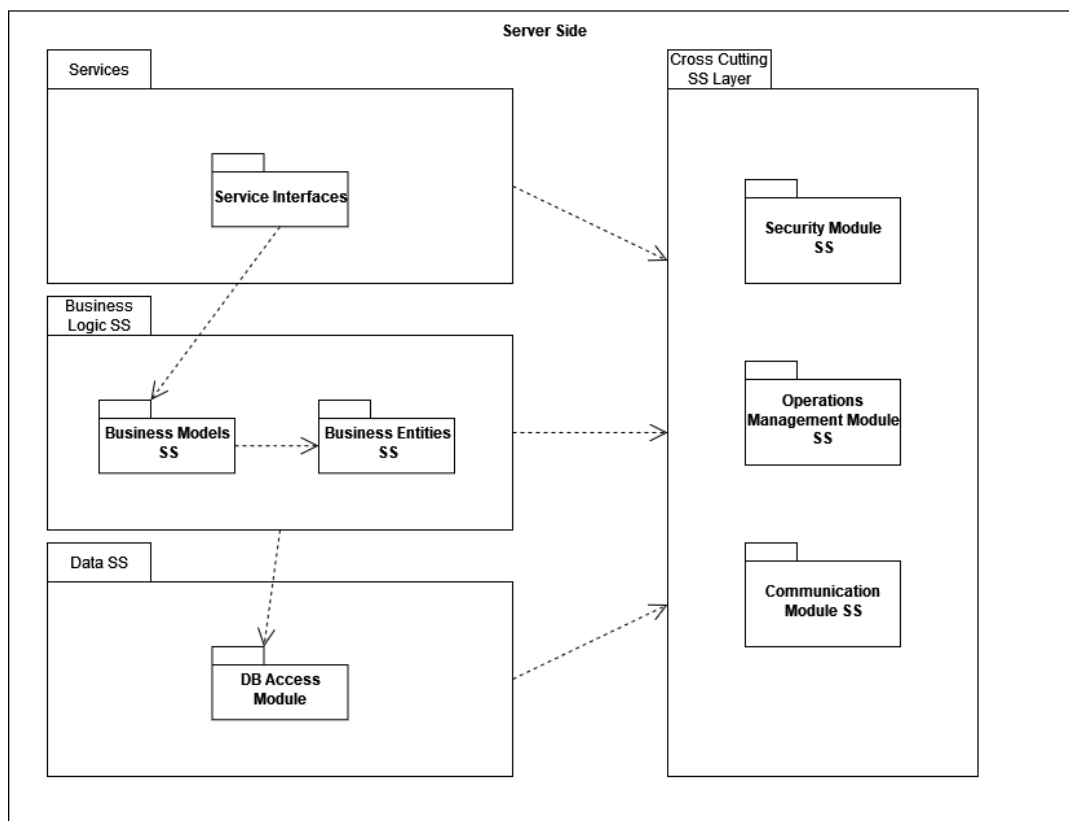 Server Side
Services
Service Interfaces
Business
Logic SS
Business Models
SS
Business Entities
SS
Data SS
DB Access
Module
Cross Cutting
SS Layer
Security Module
SS
Operations
Management Module
SS
Communication
Module SS